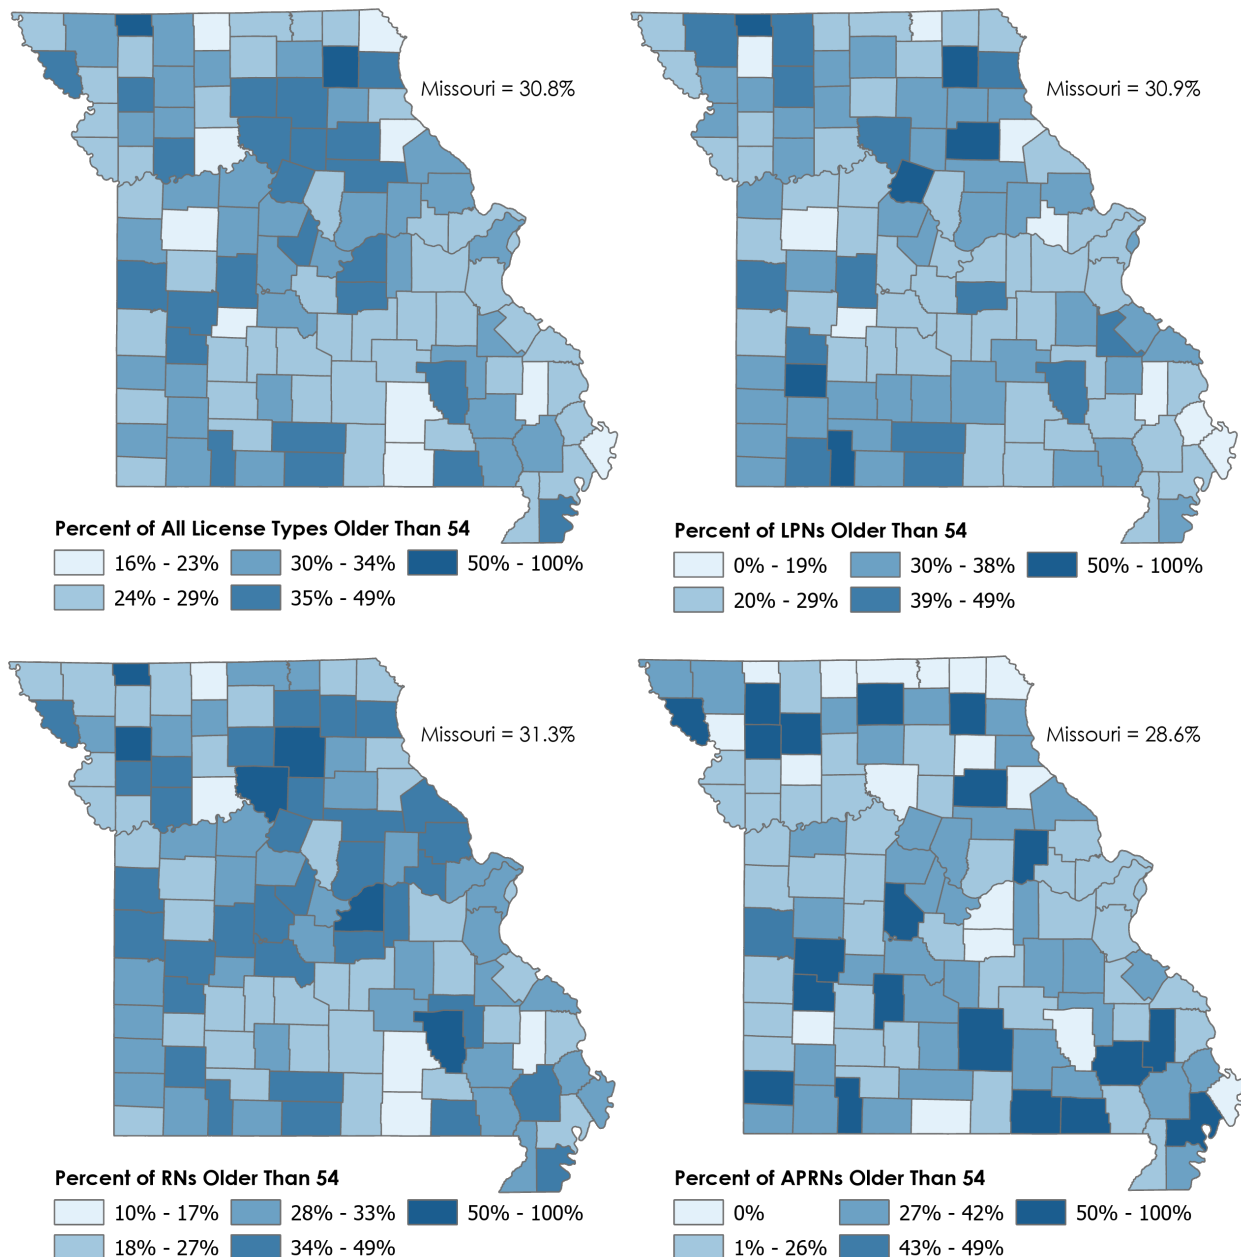 Missouri = 30.8%
Percent of All License Types Older Than 54
16% - 23% 30% - 34% 50% - 100%
24% - 29% 35% - 49%
Missouri = 30.9%
Percent of LPNs Older Than 54
0% - 19% 30% - 38% 50% - 100%
20% - 29% 39% - 49%
Missouri = 31.3%
Percent of RNs Older Than 54
10% - 17% 28% - 33% 50% - 100%
18% - 27% 34% - 49%
Missouri = 28.6%
Percent of APRNs Older Than 54
0% 27% - 42% 50% - 100%
1% - 26% 43% - 49%